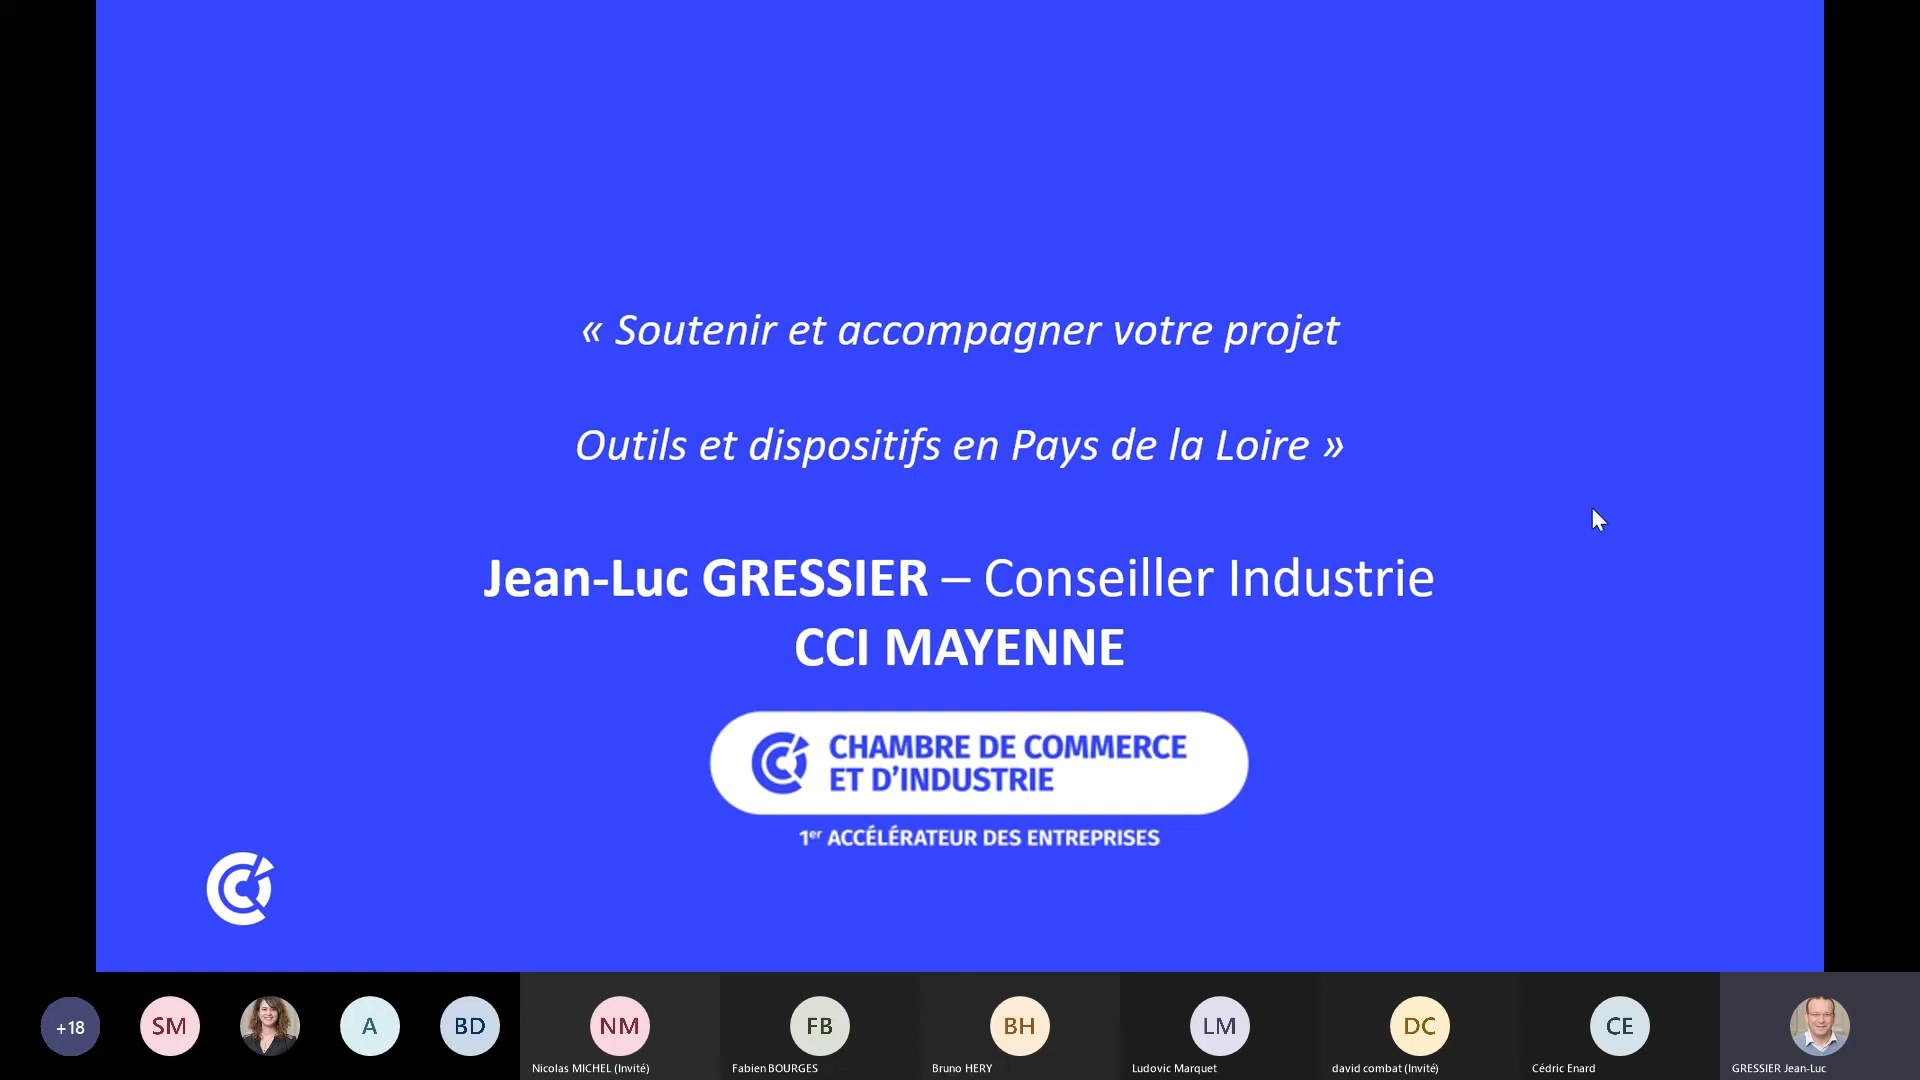 « Soutenir et accompagner votre projet
Outils et dispositifs en Pays de la Loire »
Jean-Luc GRESSIER – Conseiller Industrie
CCI MAYENNE
CHAMBRE DE COMMERCE
ET D'INDUSTRIE
1er ACCÉLÉRATEUR DES ENTREPRISES
+18
SM
A
BD
NM
FB
BH
LM
DC
CE
Nicolas MICHEL (Invité)
Fabien BOURGES
Bruno HERY
Ludovic Marquet
david combat (Invité)
Cédric Enard
GRESSIER Jean-Luc